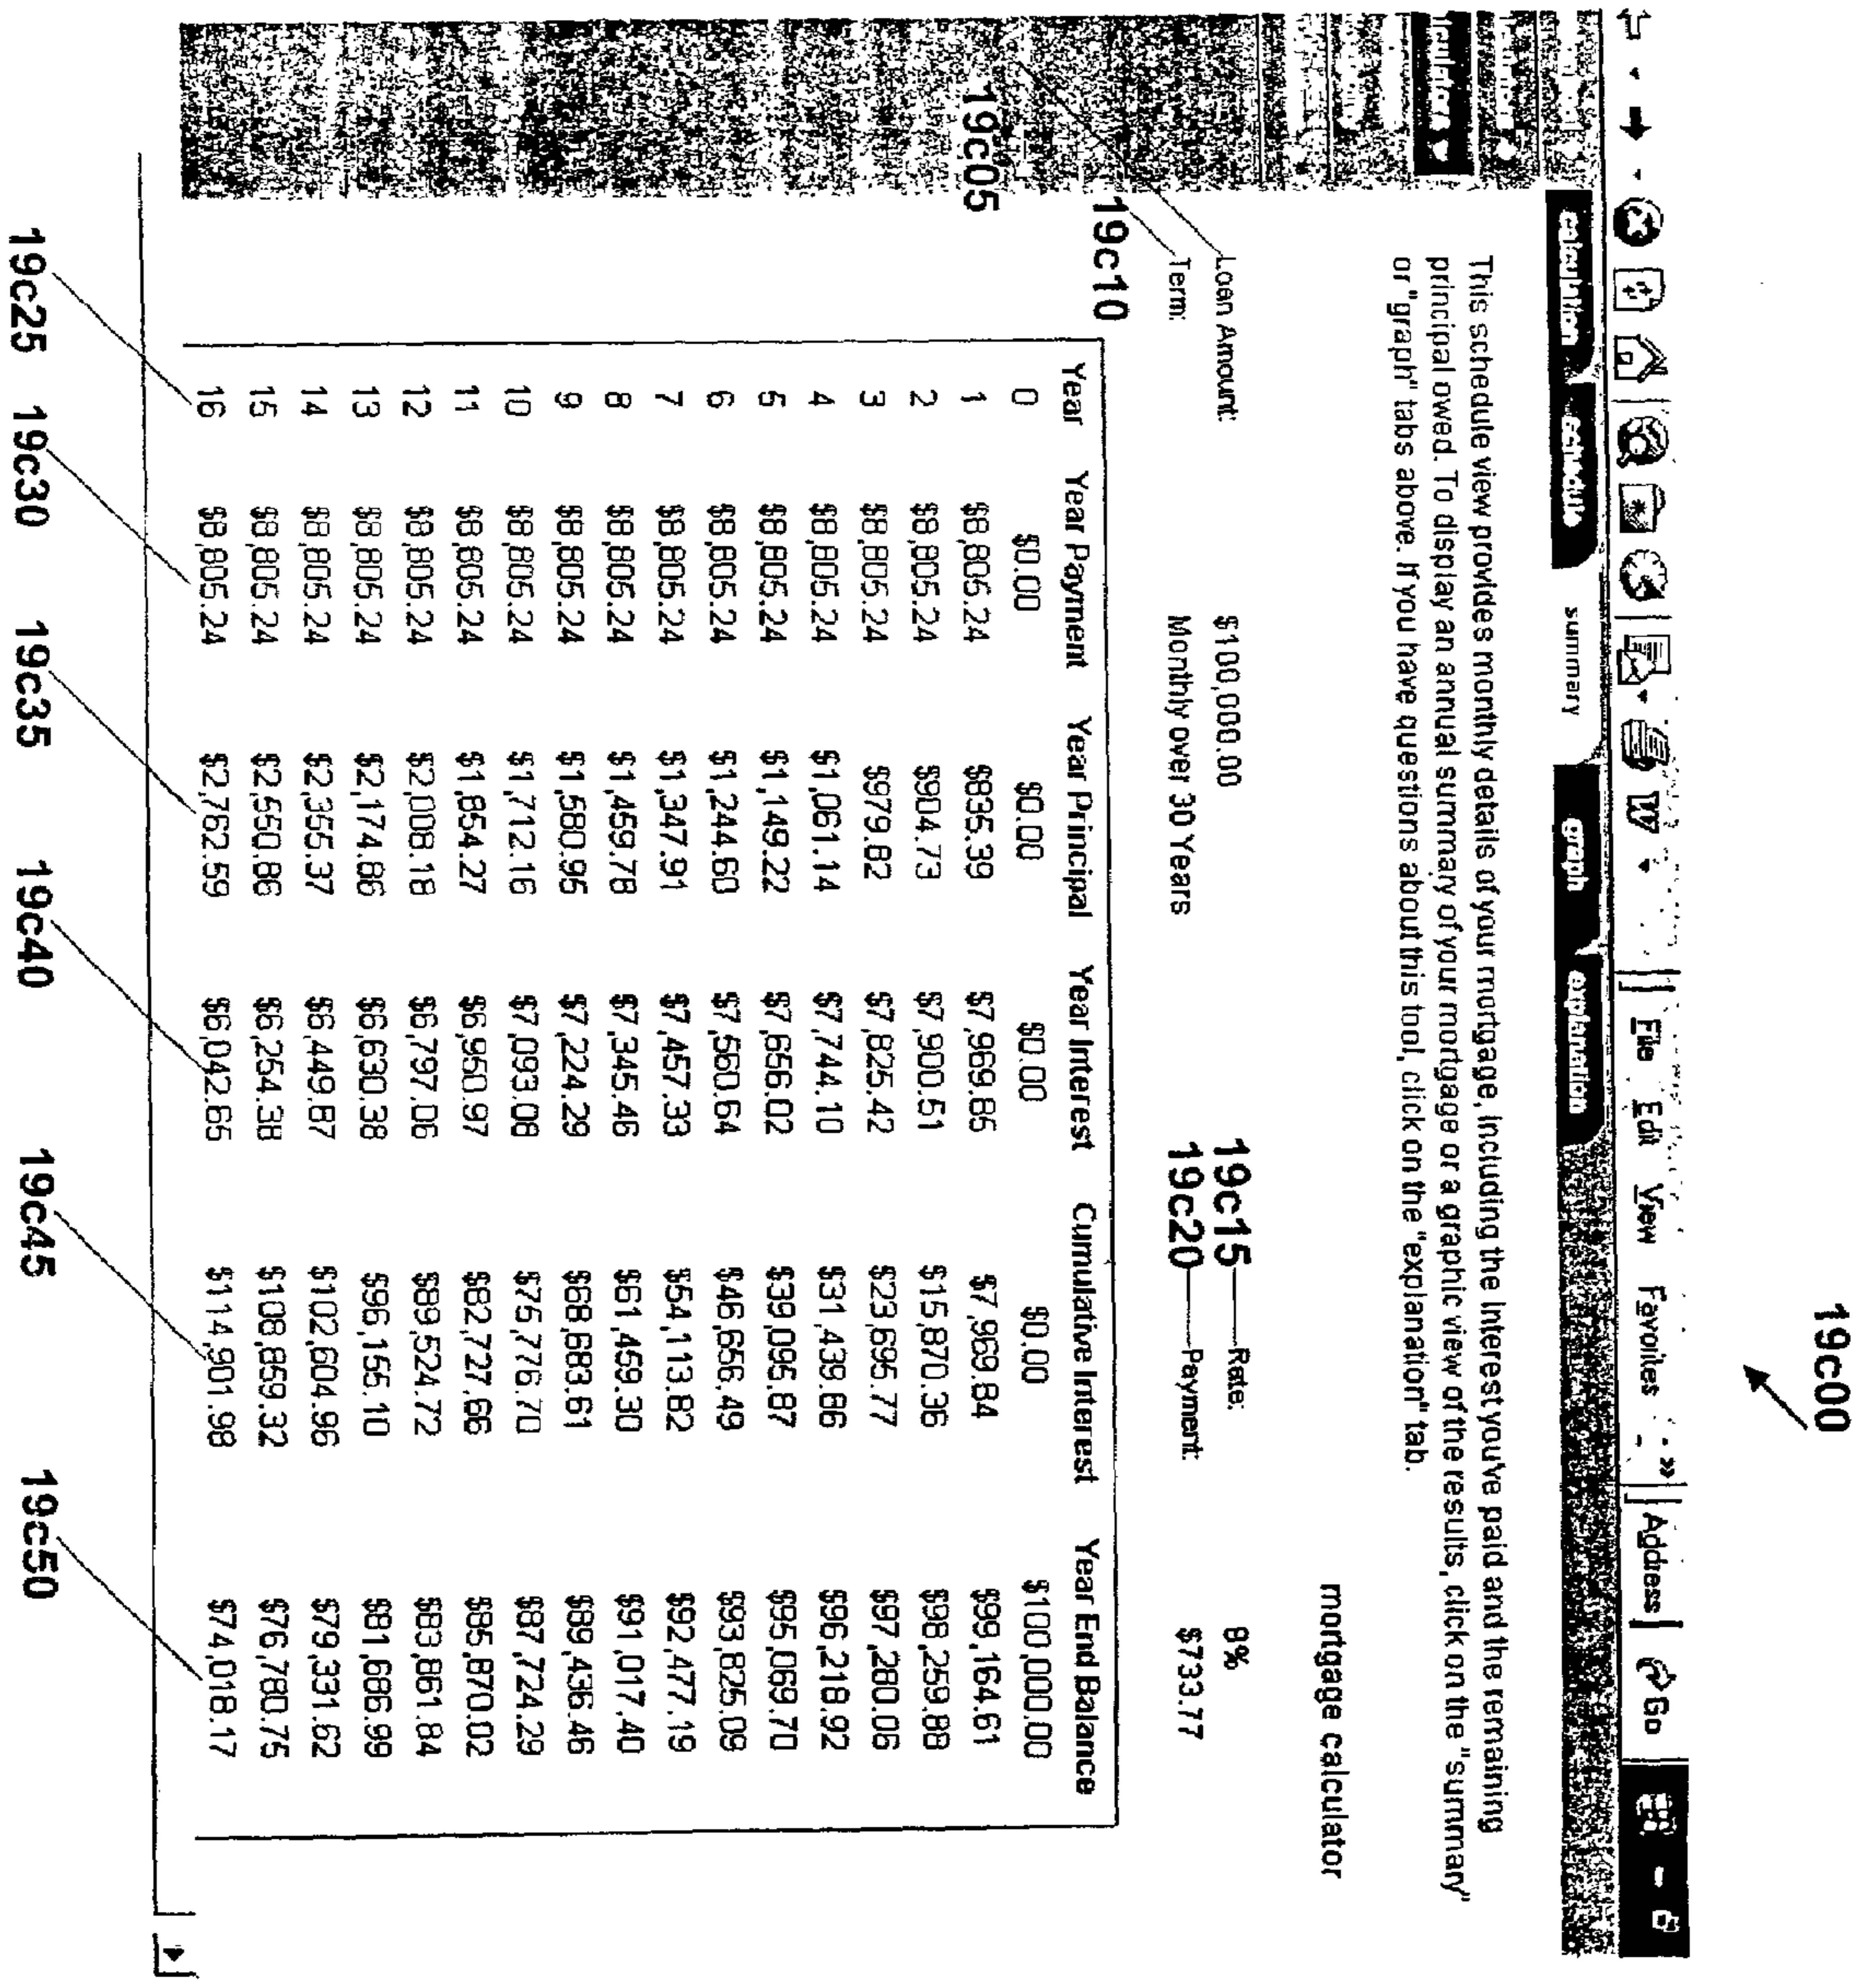 19c00
File Edit View Favorites » Address Go
calculation schedule summary graph explanation
mortgage calculator
This schedule view provides monthly details of your mortgage, including the interest you've paid and the remaining
principal owed. To display an annual summary of your mortgage or a graphic view of the results, click on the "summary"
or "graph" tabs above. If you have questions about this tool, click on the "explanation" tab.
Loan Amount: $100,000.00 19c15 Rate: 8%
Term: Monthly over 30 Years 19c20 Payment: $733.77
19c10
19c05
Year Year Payment Year Principal Year Interest Cumulative Interest Year End Balance
0 $0.00 $0.00 $0.00 $0.00 $100,000.00
1 $8,805.24 $835.39 $7,969.85 $7,969.84 $99,164.61
2 $8,805.24 $904.73 $7,900.51 $15,870.36 $98,259.88
3 $8,805.24 $979.82 $7,825.42 $23,695.77 $97,280.06
4 $8,805.24 $1,061.14 $7,744.10 $31,439.86 $96,218.92
5 $8,805.24 $1,149.22 $7,656.02 $39,095.87 $95,069.70
6 $8,805.24 $1,244.60 $7,560.64 $46,656.49 $93,825.09
7 $8,805.24 $1,347.91 $7,457.33 $54,113.82 $92,477.19
8 $8,805.24 $1,459.78 $7,345.46 $61,459.30 $91,017.40
9 $8,805.24 $1,580.95 $7,224.29 $68,683.61 $89,436.46
10 $8,805.24 $1,712.16 $7,093.08 $75,776.70 $87,724.29
11 $8,805.24 $1,854.27 $6,950.97 $82,727.66 $85,870.02
12 $8,805.24 $2,008.18 $6,797.06 $89,524.72 $83,861.84
13 $8,805.24 $2,174.86 $6,630.38 $96,155.10 $81,686.99
14 $8,805.24 $2,355.37 $6,449.87 $102,604.96 $79,331.62
15 $8,805.24 $2,550.86 $6,254.38 $108,859.32 $76,780.75
16 $8,805.24 $2,762.59 $6,042.65 $114,901.98 $74,018.17
19c25 19c30 19c35 19c40 19c45 19c50